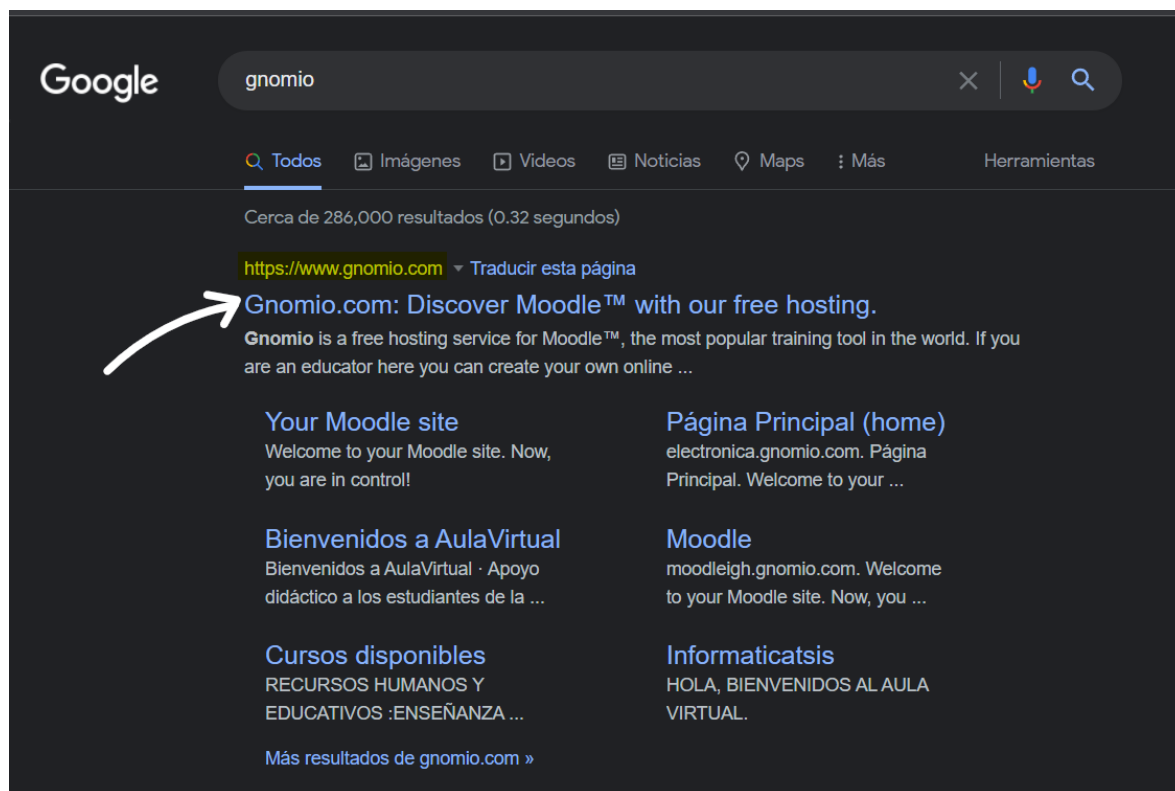 Google
gnomio
Todos Imágenes Videos Noticias Maps Más Herramientas
Cerca de 286,000 resultados (0.32 segundos)
https://www.gnomio.com Traducir esta página
Gnomio.com: Discover Moodle™ with our free hosting.
Gnomio is a free hosting service for Moodle™, the most popular training tool in the world. If you
are an educator here you can create your own online ...
Your Moodle site
Welcome to your Moodle site. Now,
you are in control!
Página Principal (home)
electronica.gnomio.com. Página
Principal. Welcome to your ...
Bienvenidos a AulaVirtual
Bienvenidos a AulaVirtual · Apoyo
didáctico a los estudiantes de la ...
Moodle
moodleigh.gnomio.com. Welcome
to your Moodle site. Now, you ...
Cursos disponibles
RECURSOS HUMANOS Y
EDUCATIVOS :ENSEÑANZA ...
Informaticatsis
HOLA, BIENVENIDOS AL AULA
VIRTUAL.
Más resultados de gnomio.com »